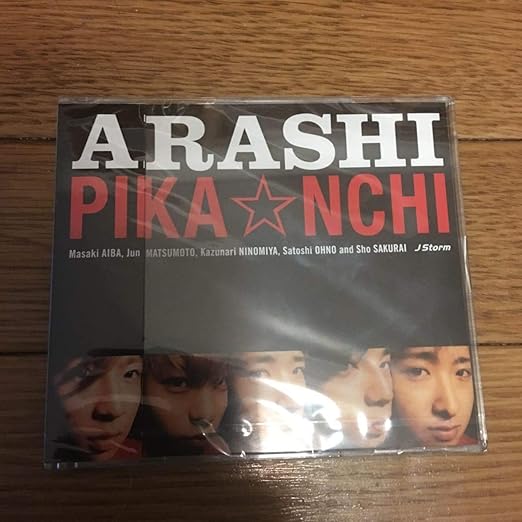 ARASHI
PIKA☆NCHI
Masaki AIBA, Jun MATSUMOTO, Kazunari NINOMIYA, Satoshi OHNO and Sho SAKURAI J Storm